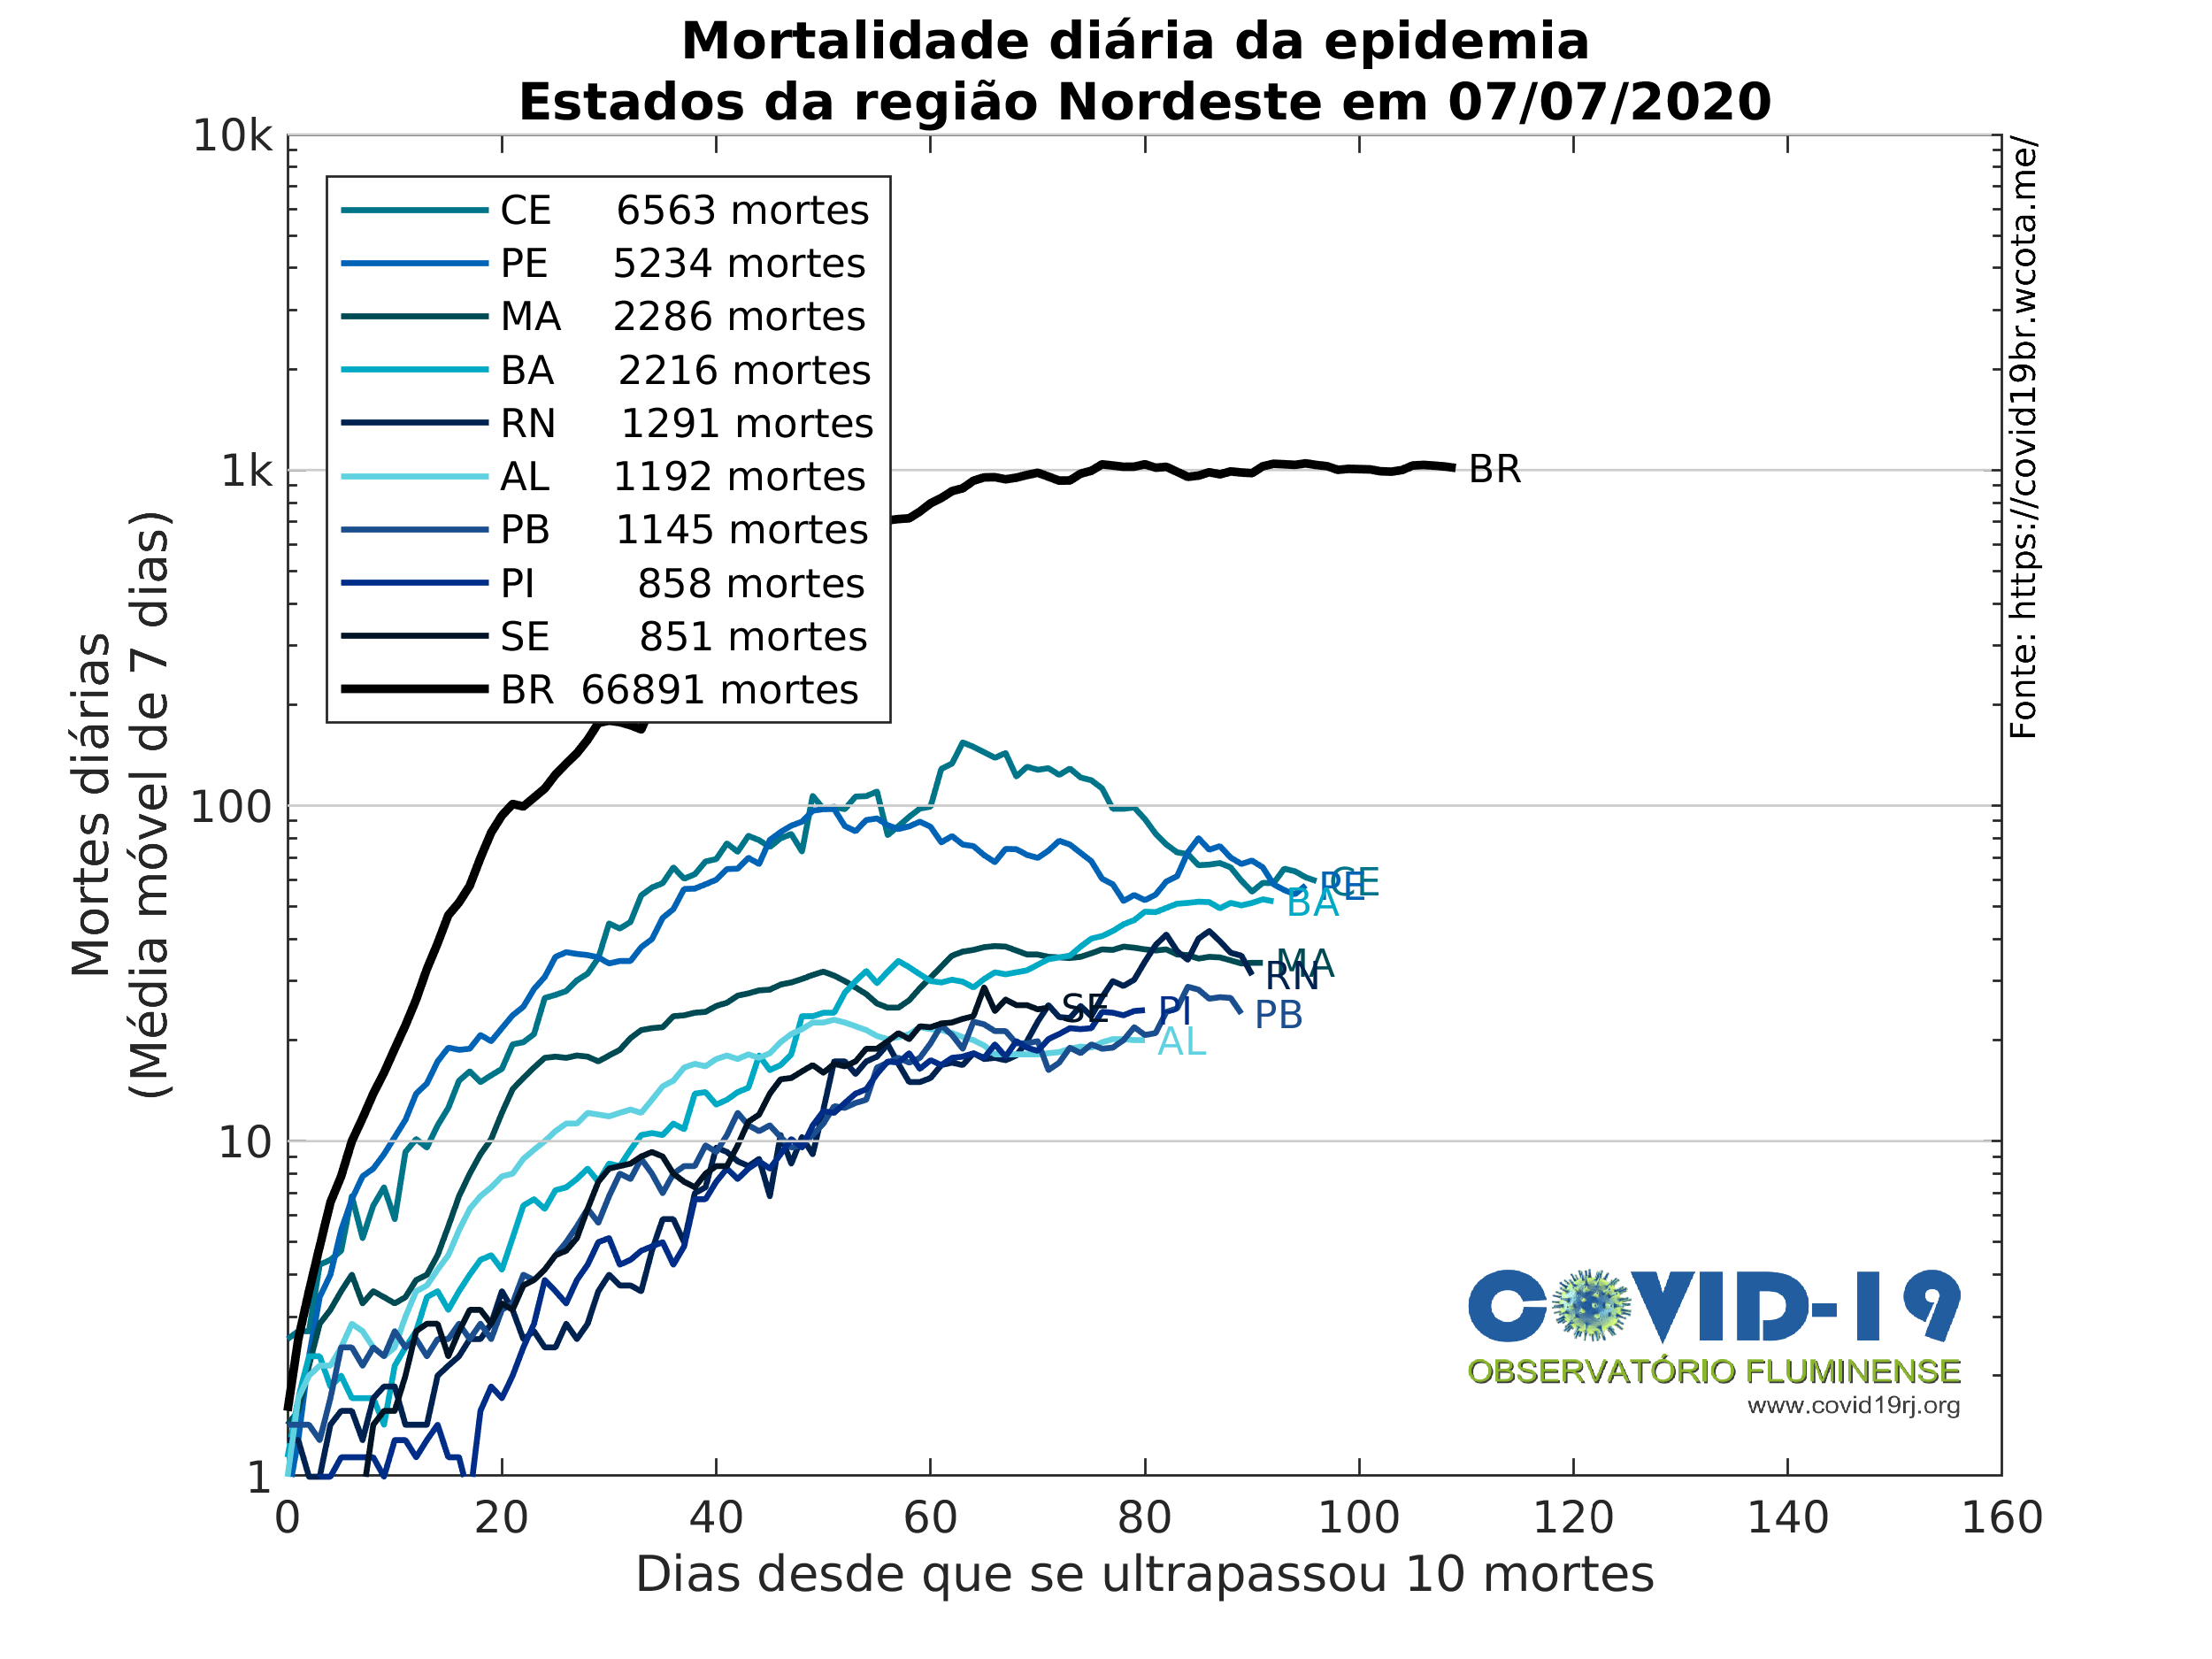 Mortalidade diária da epidemia
Estados da região Nordeste em 07/07/2020
10k
1k
100
10
1
Mortes diárias
(Média móvel de 7 dias)
CE 6563 mortes
PE 5234 mortes
MA 2286 mortes
BA 2216 mortes
RN 1291 mortes
AL 1192 mortes
PB 1145 mortes
PI 858 mortes
SE 851 mortes
BR 66891 mortes
BR
CE
PE
BA
MA
RN
SE
PI
PB
AL
Fonte: https://covid19br.wcota.me/
COVID-19
OBSERVATÓRIO FLUMINENSE
www.covid19rj.org
0 20 40 60 80 100 120 140 160
Dias desde que se ultrapassou 10 mortes